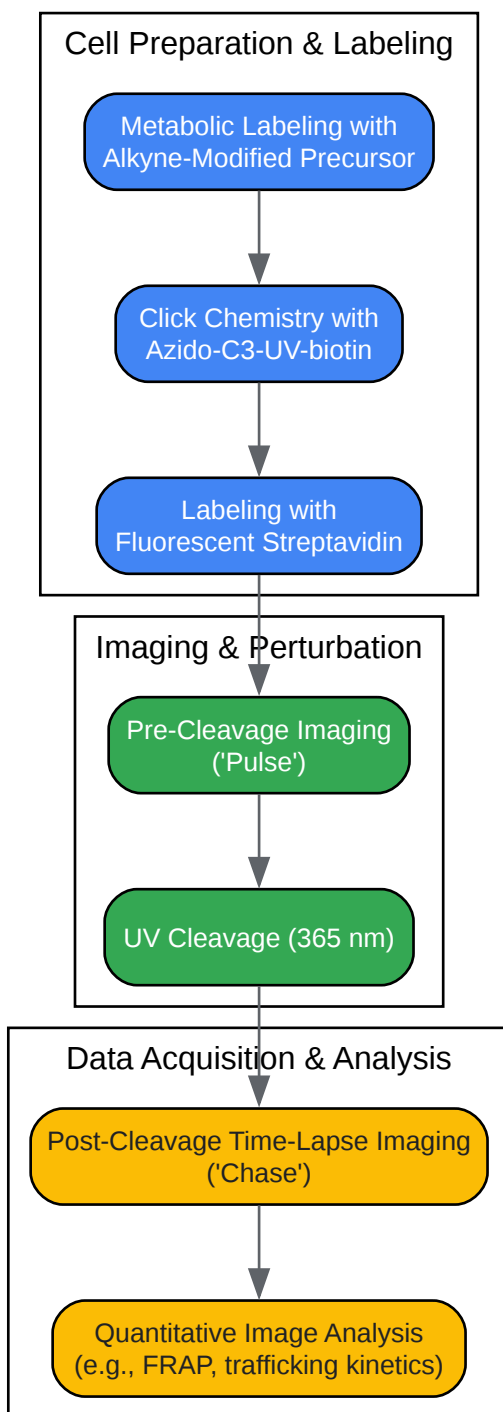 Cell Preparation & Labeling
Metabolic Labeling with
Alkyne-Modified Precursor
Click Chemistry with
Azido-C3-UV-biotin
Labeling with
Fluorescent Streptavidin
Imaging & Perturbation
Pre-Cleavage Imaging
('Pulse')
UV Cleavage (365 nm)
Data Acquisition & Analysis
Post-Cleavage Time-Lapse Imaging
('Chase')
Quantitative Image Analysis
(e.g., FRAP, trafficking kinetics)